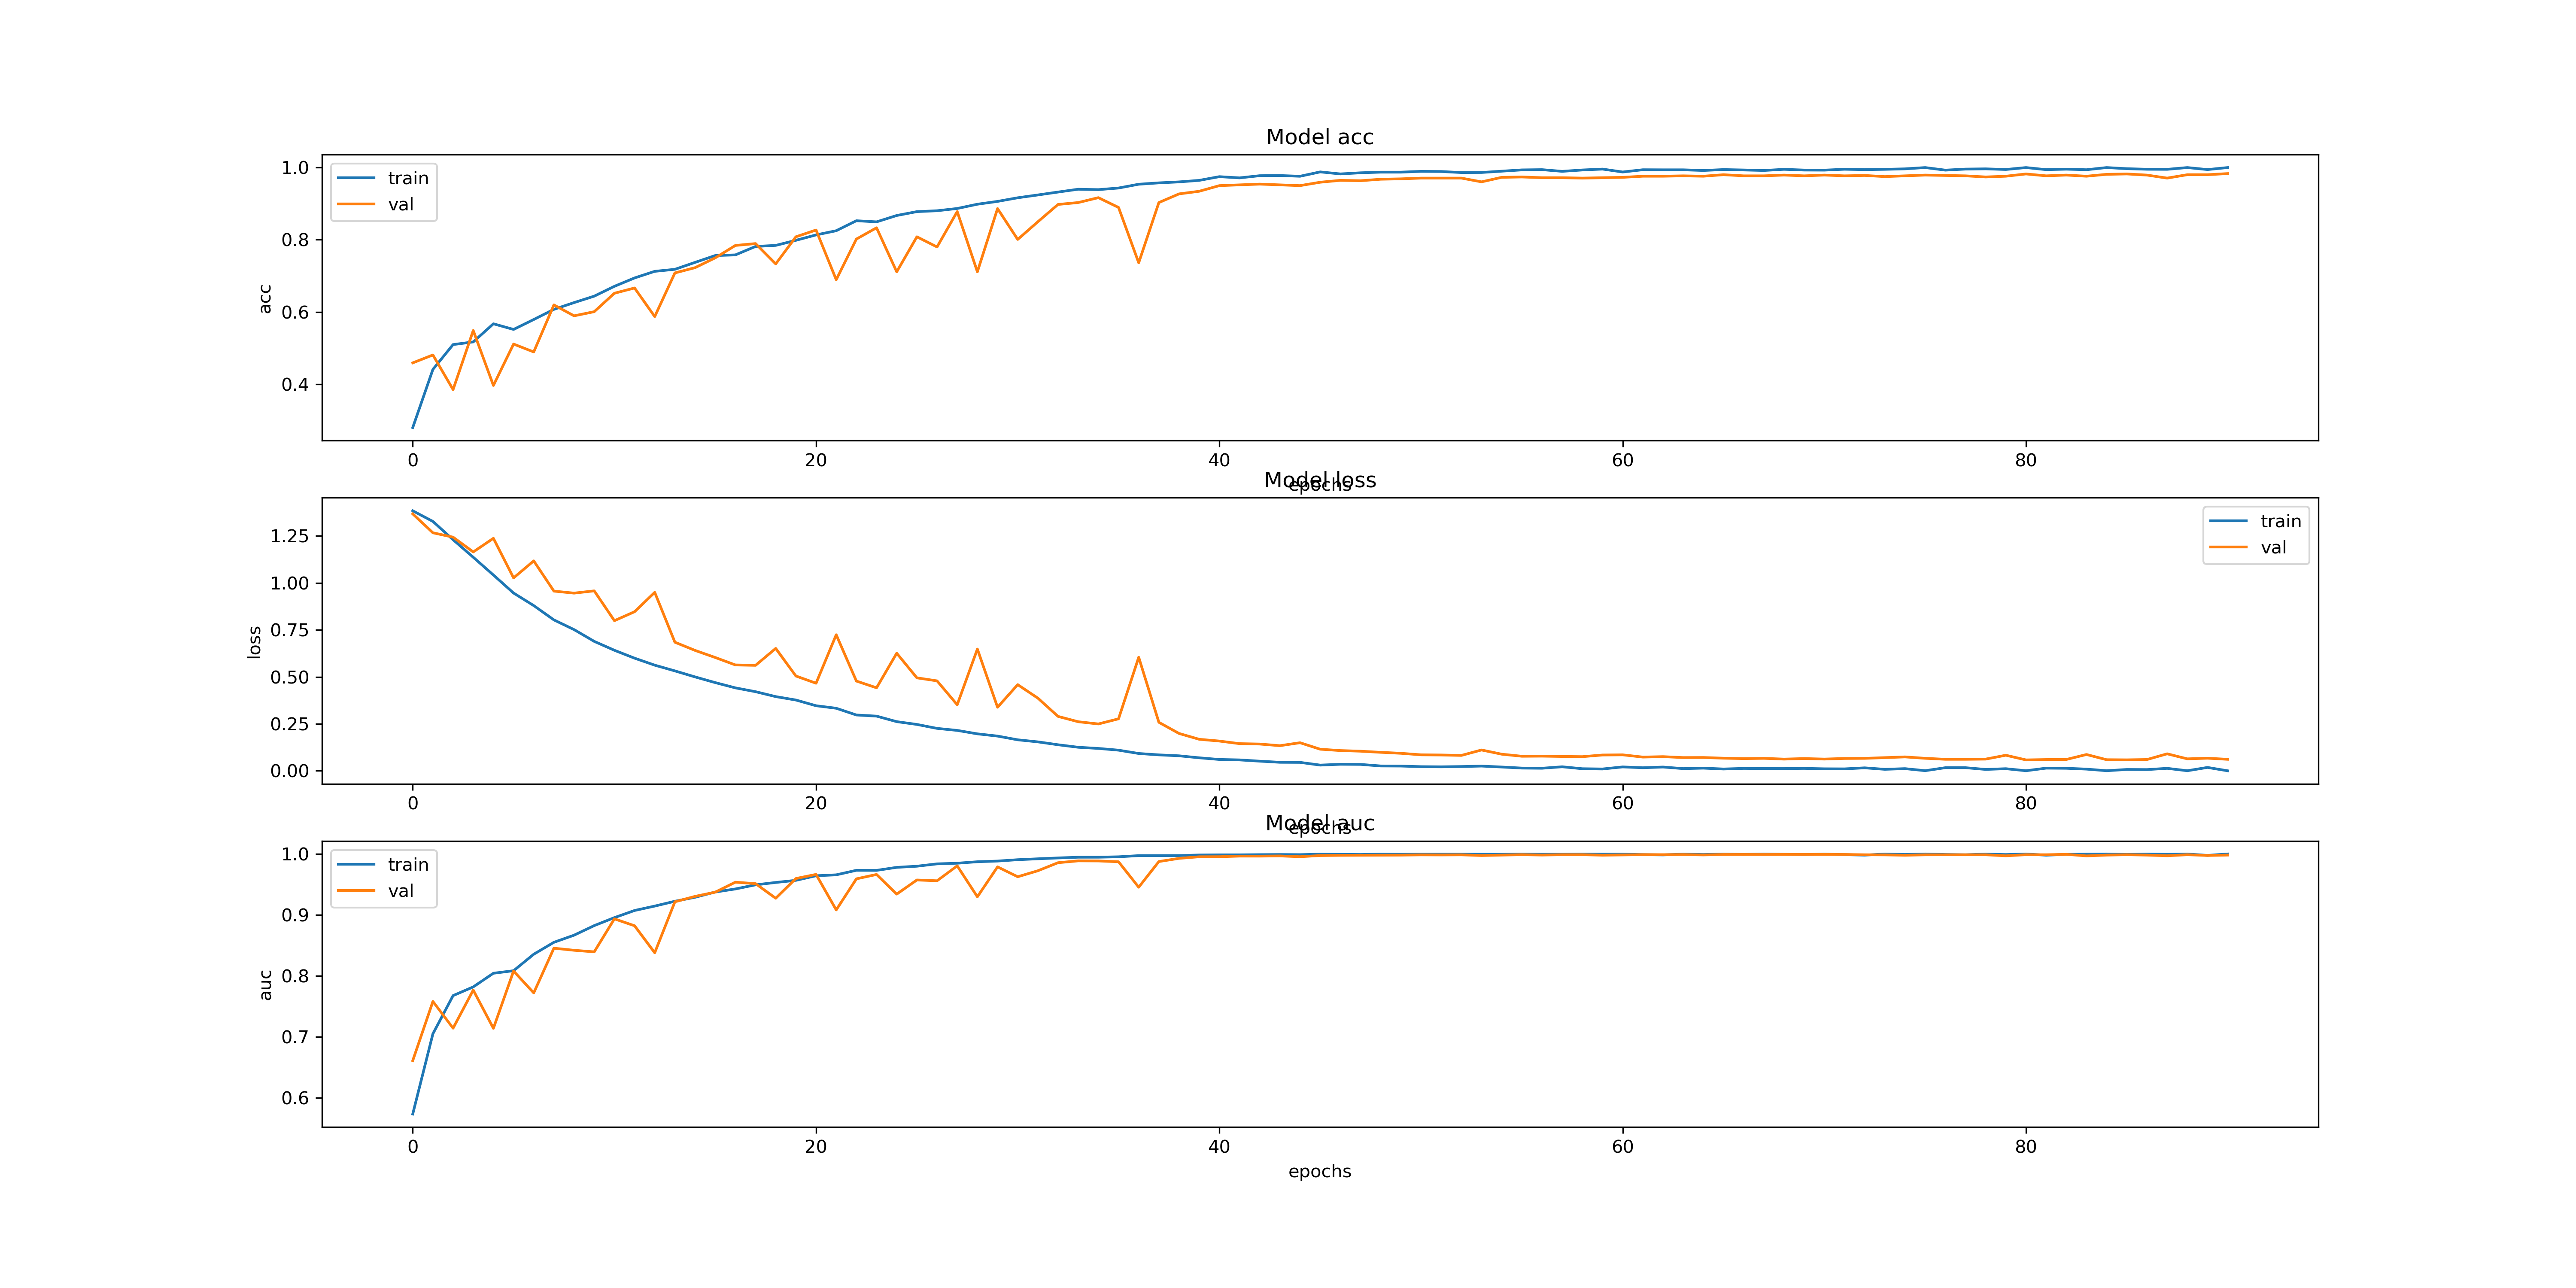 Model acc
1.0
0.8
0.6
0.4
acc
train
val
0 20 40 60 80
epochs
Model loss
1.25
1.00
0.75
0.50
0.25
0.00
loss
train
val
0 20 40 60 80
epochs
Model auc
1.0
0.9
0.8
0.7
0.6
auc
train
val
0 20 40 60 80
epochs